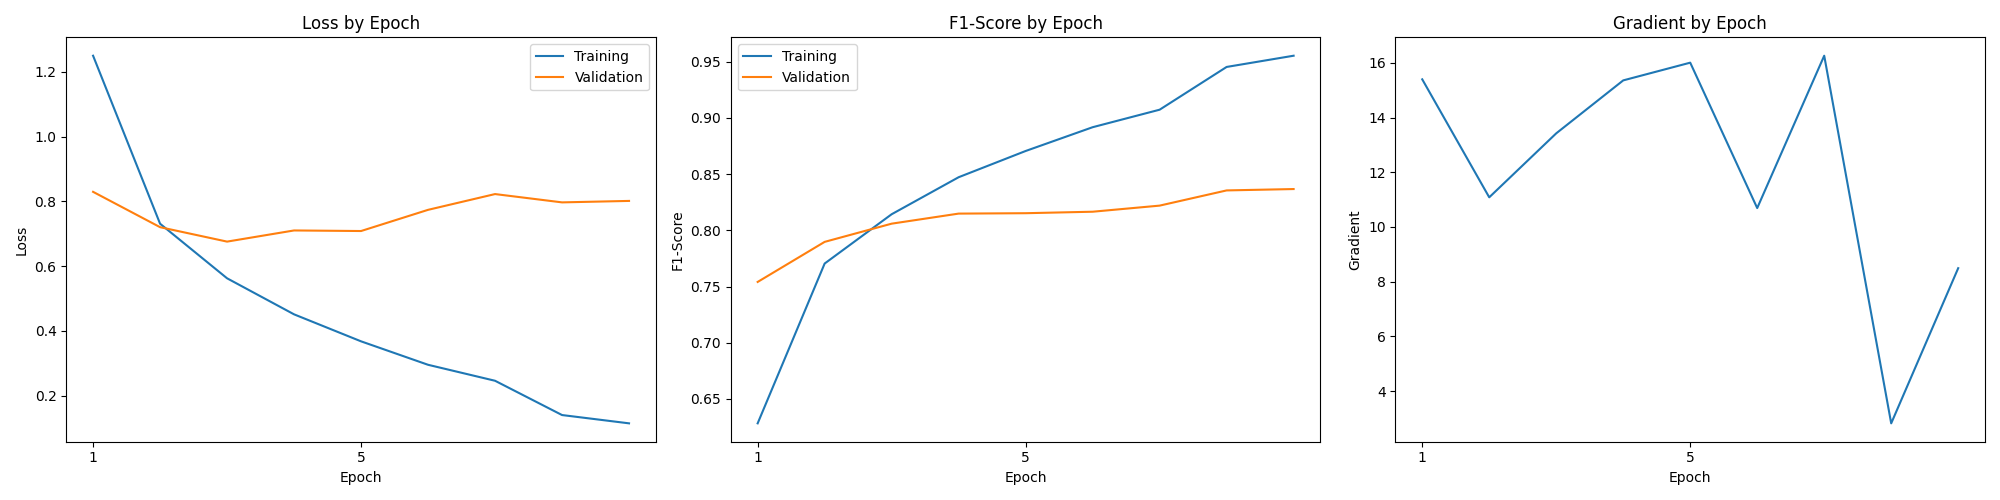 Loss by Epoch
Training
Validation
1.2
1.0
0.8
0.6
0.4
0.2
Loss
1
5
Epoch
F1-Score by Epoch
Training
Validation
0.95
0.90
0.85
0.80
0.75
0.70
0.65
F1-Score
1
5
Epoch
Gradient by Epoch
16
14
12
10
8
6
4
Gradient
1
5
Epoch